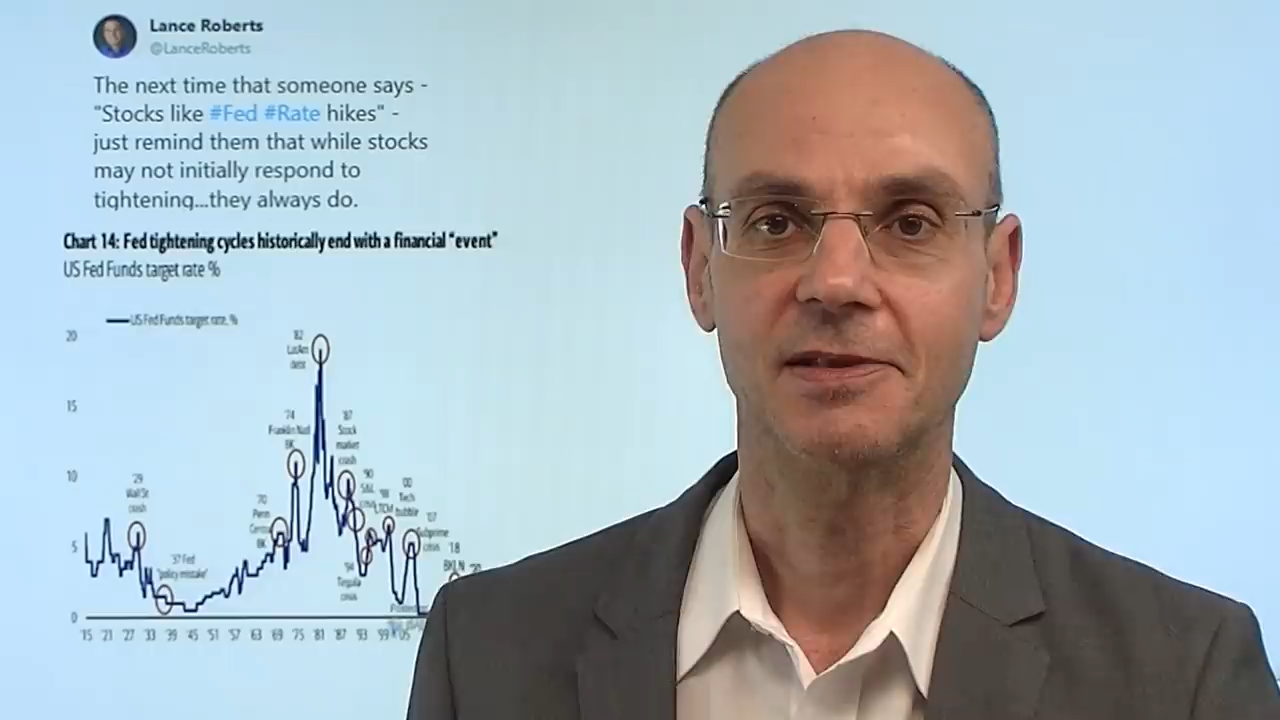 Lance Roberts
@LanceRoberts
The next time that someone says -
"Stocks like #Fed #Rate hikes" -
just remind them that while stocks
may not initially respond to
tightening...they always do.
Chart 14: Fed tightening cycles historically end with a financial "event"
US Fed Funds target rate %
US Fed Funds target rate, %
20
15
10
5
0
'82
LatAm
debt
'74
Franklin Nat
BK
'87
Stock
market
crash
'90
S&L
crisis
'98
LTCM
'00
Tech
bubble
'29
Wall St
crash
'70
Penn
Central
BK
'07
Subprime
crisis
'37 Fed
"policy mistake"
'94
Tequila
crisis
'18
'20
'15 '21 '27 '33 '39 '45 '51 '57 '63 '69 '75 '81 '87 '93 '99